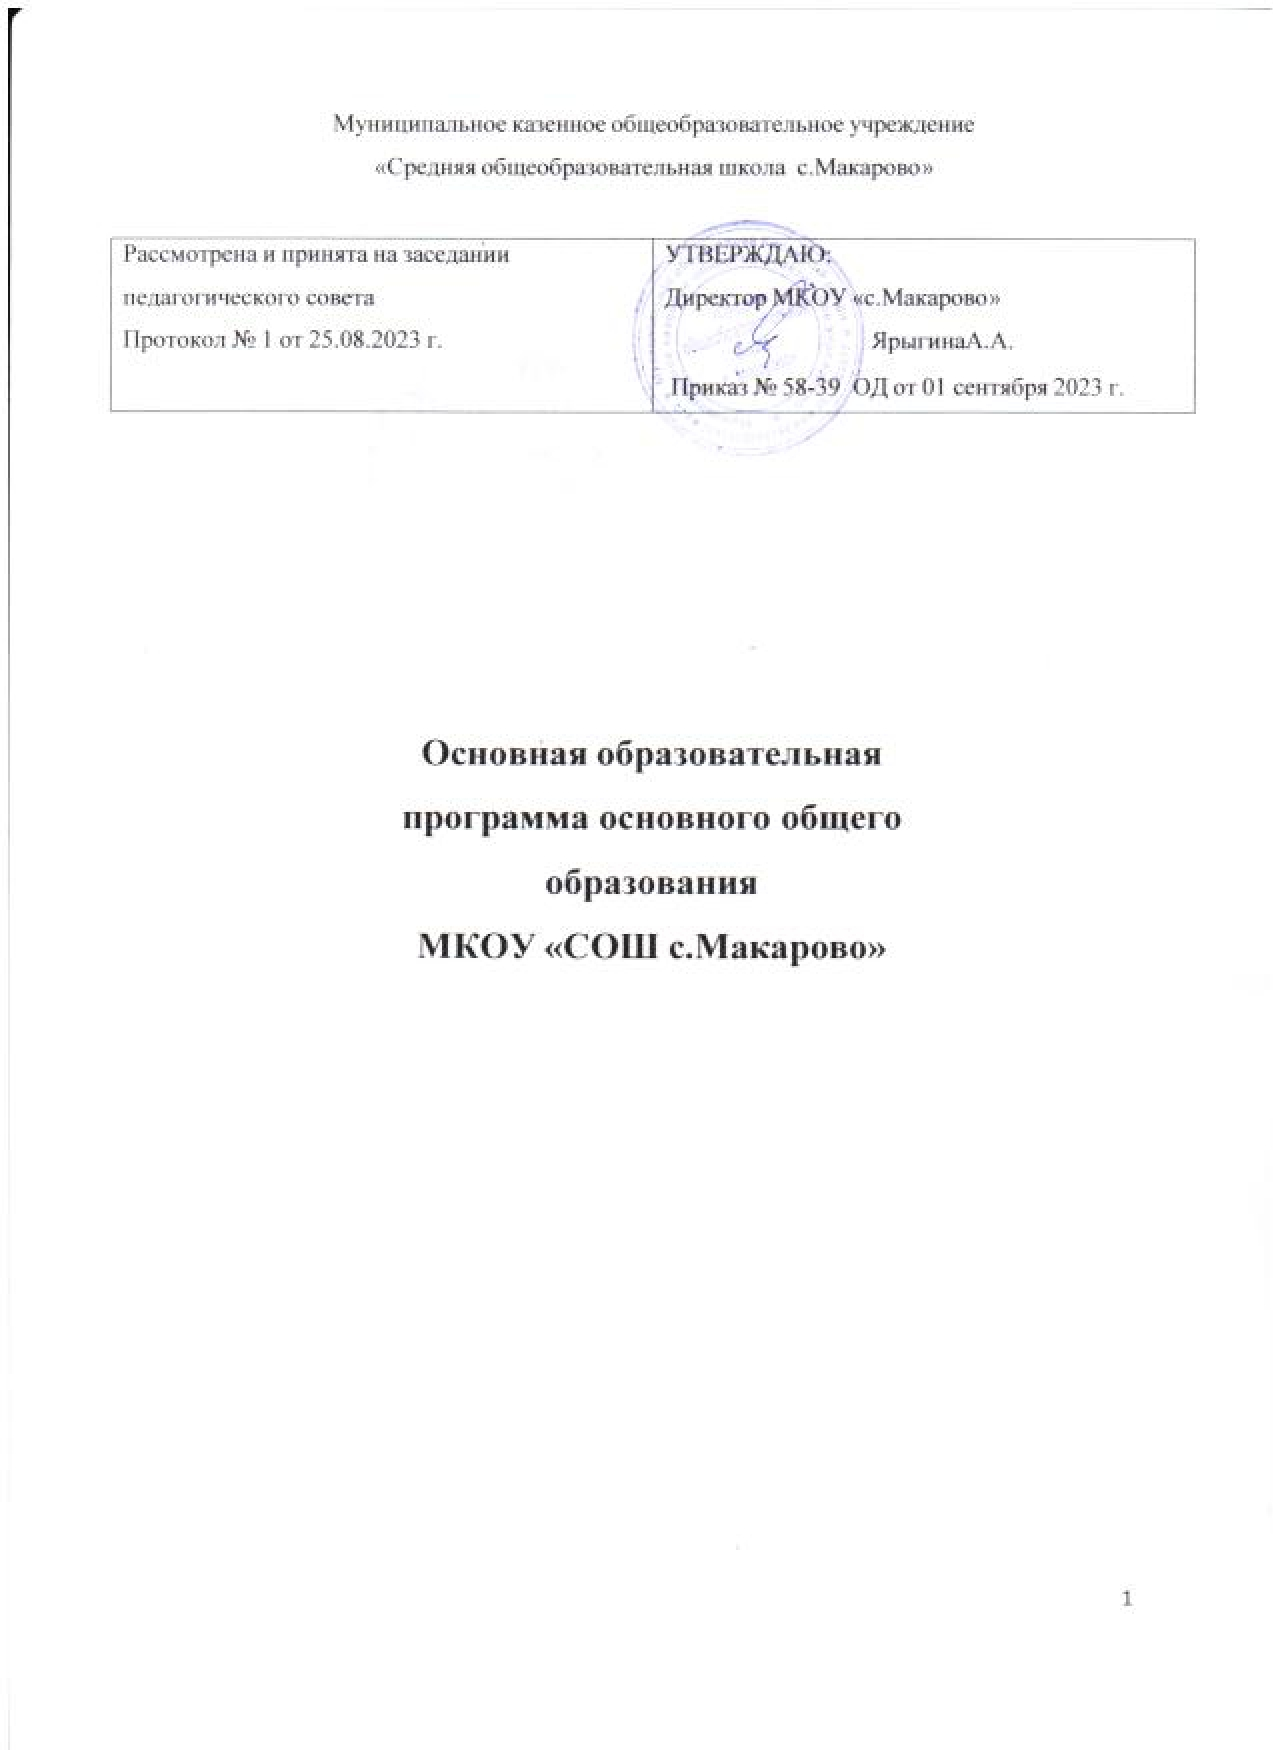 Муниципальное казенное общеобразовательное учреждение
«Средняя общеобразовательная школа с.Макарово»
Рассмотрена и принята на заседании
педагогического совета
Протокол № 1 от 25.08.2023 г.
УТВЕРЖДАЮ:
Директор МКОУ «с.Макарово»
ЯрыгинаА.А.
Приказ № 58-39 ОД от 01 сентября 2023 г.
Основная образовательная
программа основного общего
образования
МКОУ «СОШ с.Макарово»
1